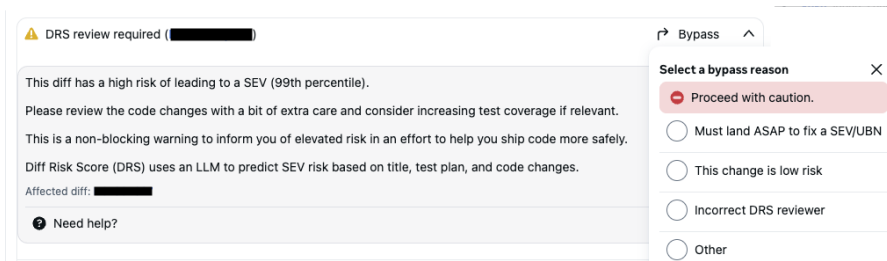 DRS review required ( )
Bypass
This diff has a high risk of leading to a SEV (99th percentile).
Please review the code changes with a bit of extra care and consider increasing test coverage if relevant.
This is a non-blocking warning to inform you of elevated risk in an effort to help you ship code more safely.
Diff Risk Score (DRS) uses an LLM to predict SEV risk based on title, test plan, and code changes.
Affected diff:
Need help?
Select a bypass reason
Proceed with caution.
Must land ASAP to fix a SEV/UBN
This change is low risk
Incorrect DRS reviewer
Other